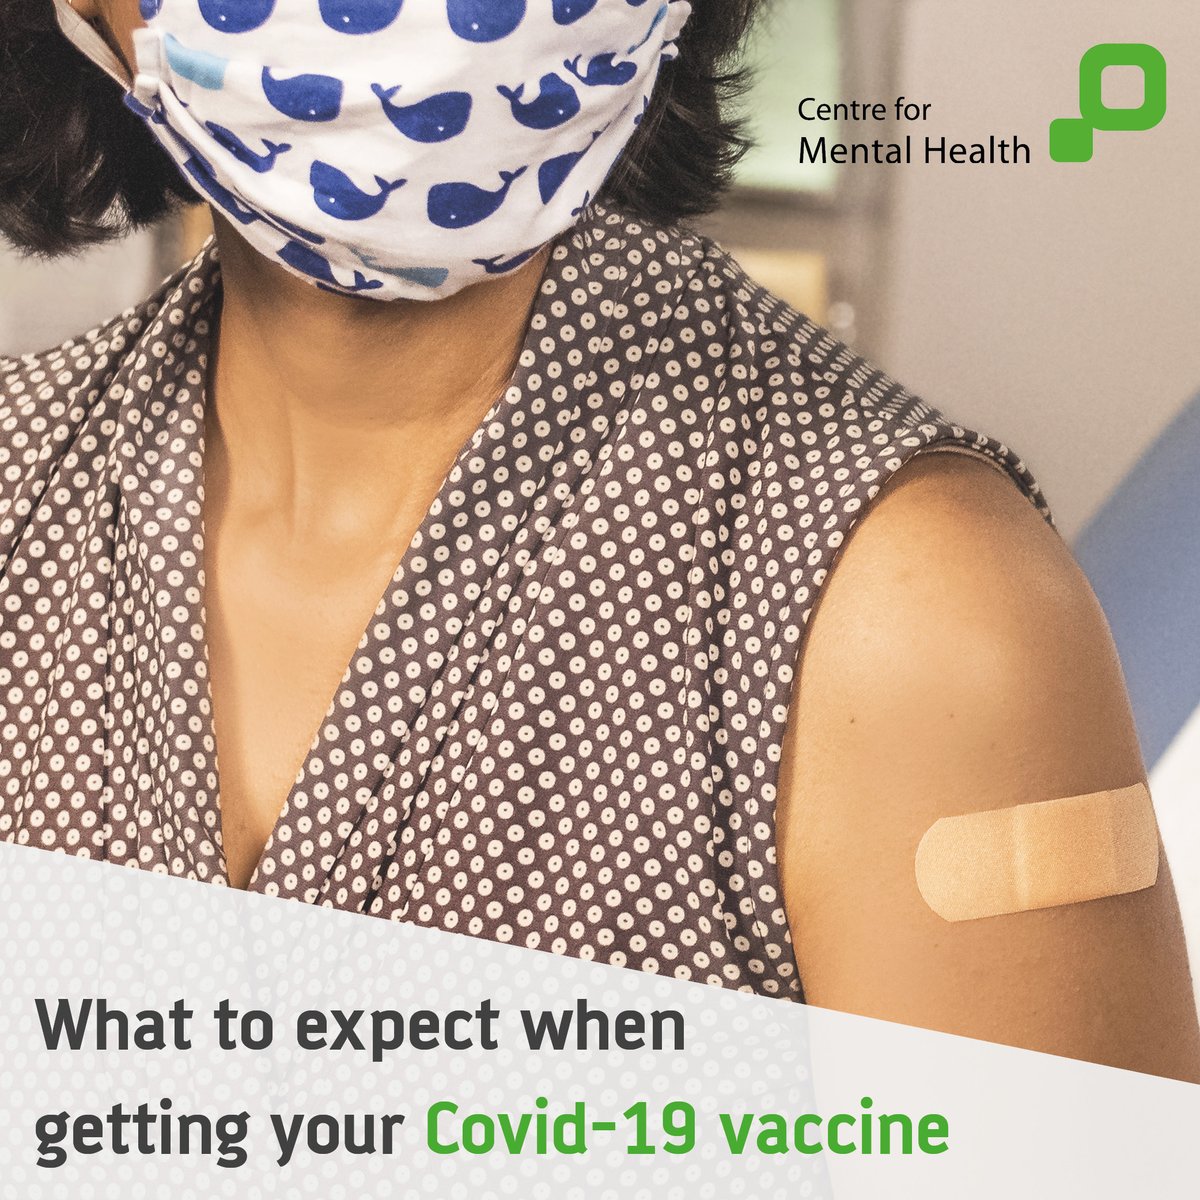 Centre for
Mental Health
What to expect when
getting your Covid-19 vaccine